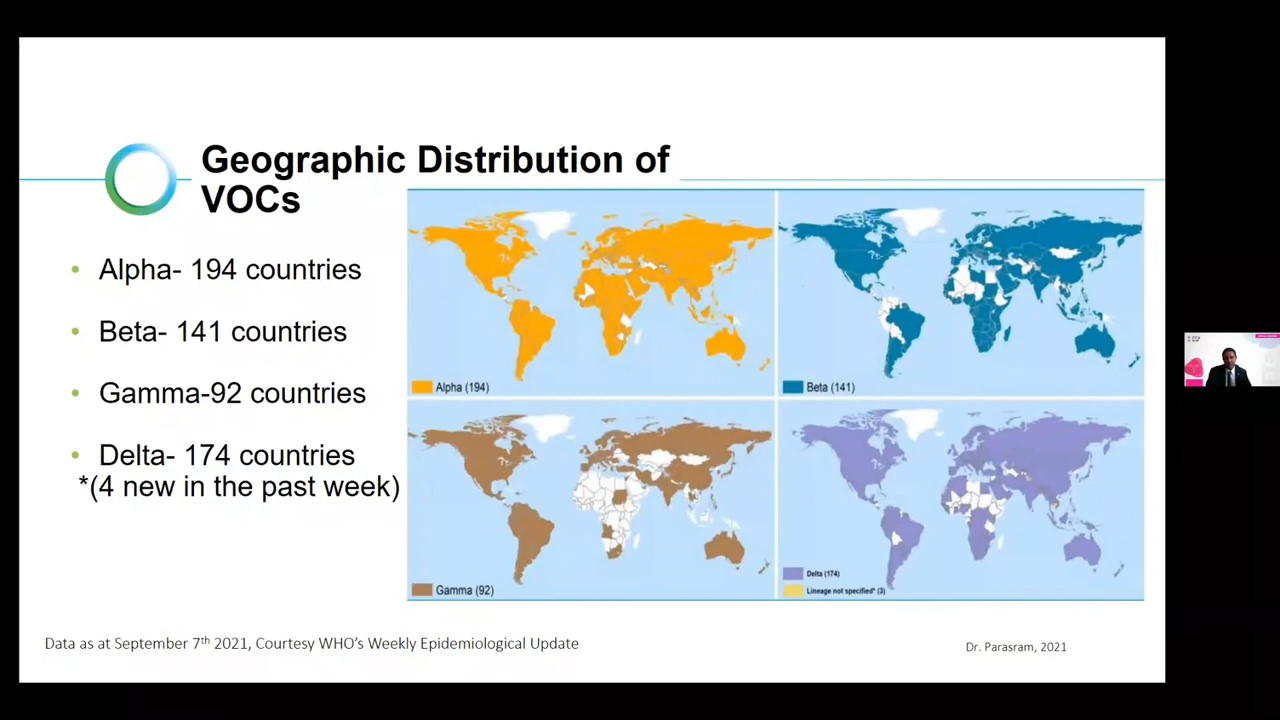 Geographic Distribution of
VOCs
• Alpha- 194 countries
• Beta- 141 countries
• Gamma-92 countries
• Delta- 174 countries
*(4 new in the past week)
Alpha (194)
Beta (141)
Gamma (92)
Delta (174)
Lineage not specified* (3)
Data as at September 7th 2021, Courtesy WHO's Weekly Epidemiological Update
Dr. Parasram, 2021